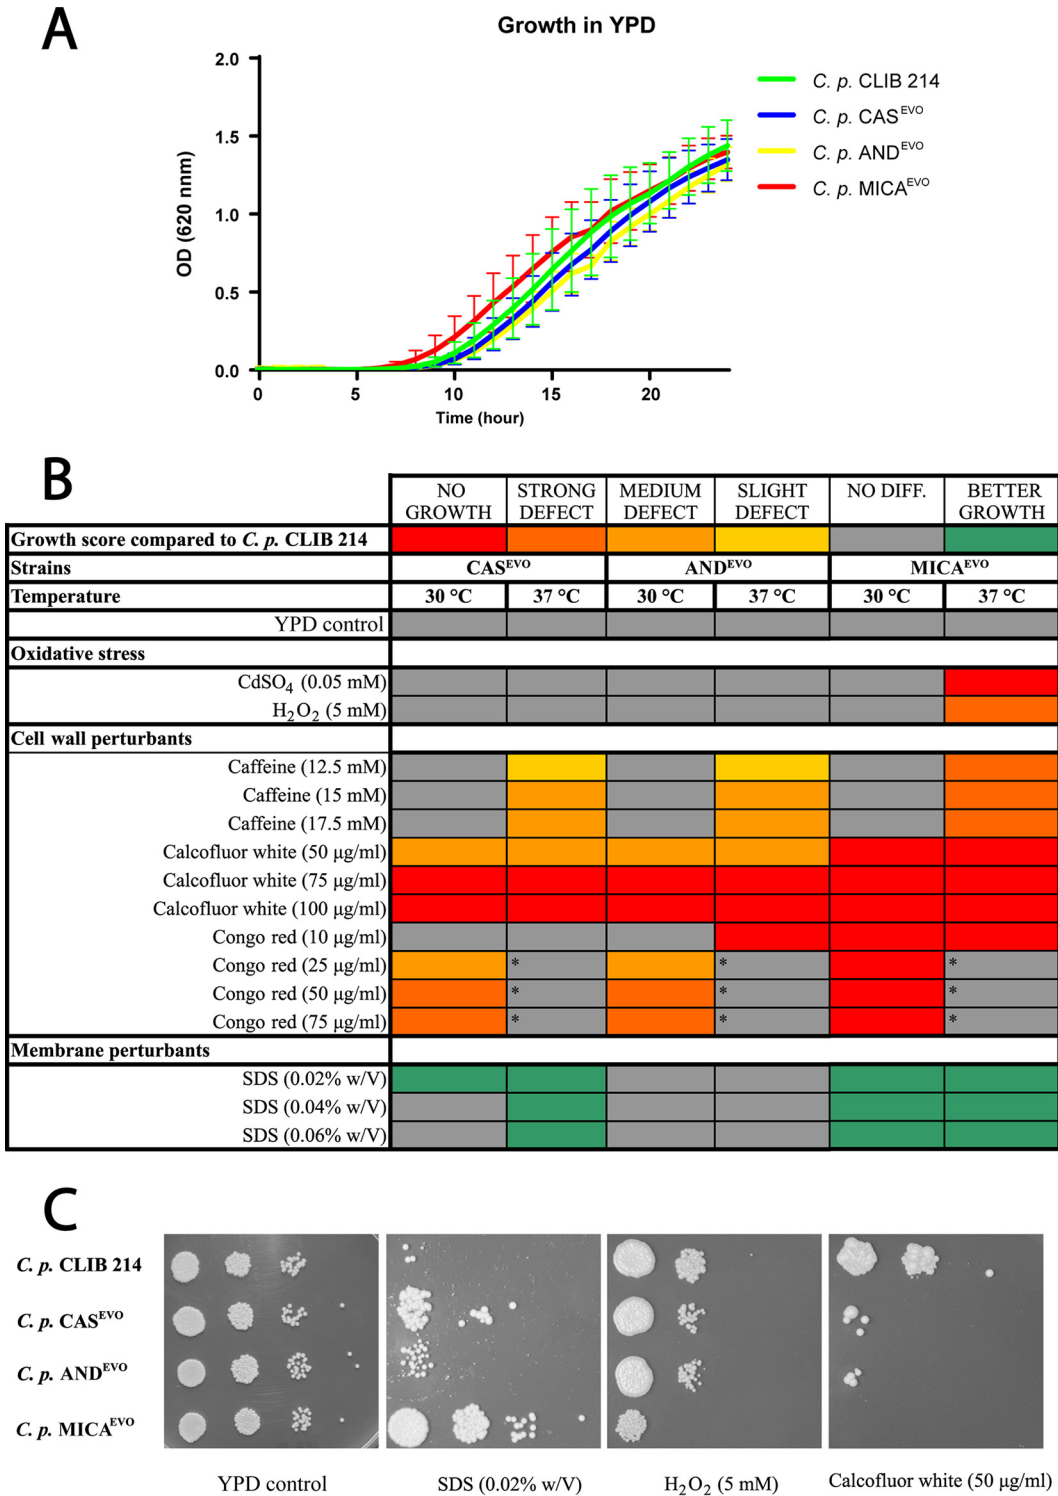 A
Growth in YPD
2.0
1.5
1.0
0.5
0.0
OD (620 nnm)
0 5 10 15 20
Time (hour)
C. p. CLIB 214
C. p. CAS^EVO
C. p. AND^EVO
C. p. MICA^EVO
B
NO GROWTH STRONG DEFECT MEDIUM DEFECT SLIGHT DEFECT NO DIFF. BETTER GROWTH
Growth score compared to C. p. CLIB 214
Strains CAS^EVO AND^EVO MICA^EVO
Temperature 30 °C 37 °C 30 °C 37 °C 30 °C 37 °C
YPD control
Oxidative stress
CdSO₄ (0.05 mM)
H₂O₂ (5 mM)
Cell wall perturbants
Caffeine (12.5 mM)
Caffeine (15 mM)
Caffeine (17.5 mM)
Calcofluor white (50 µg/ml)
Calcofluor white (75 µg/ml)
Calcofluor white (100 µg/ml)
Congo red (10 µg/ml)
Congo red (25 µg/ml) * * *
Congo red (50 µg/ml) * * *
Congo red (75 µg/ml) * * *
Membrane perturbants
SDS (0.02% w/V)
SDS (0.04% w/V)
SDS (0.06% w/V)
C
C. p. CLIB 214
C. p. CAS^EVO
C. p. AND^EVO
C. p. MICA^EVO
YPD control SDS (0.02% w/V) H₂O₂ (5 mM) Calcofluor white (50 µg/ml)